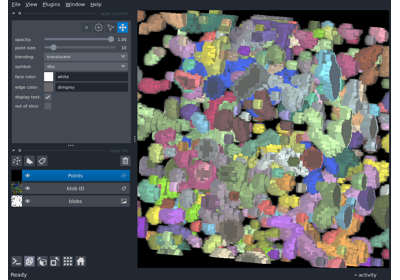 File View Plugins Window Help
opacity: 1.00
point size: 10
blending: translucent
symbol: disc
face color: white
edge color: dimgrey
display text:
out of slice:
Points
blob ID
blobs
Ready
activity